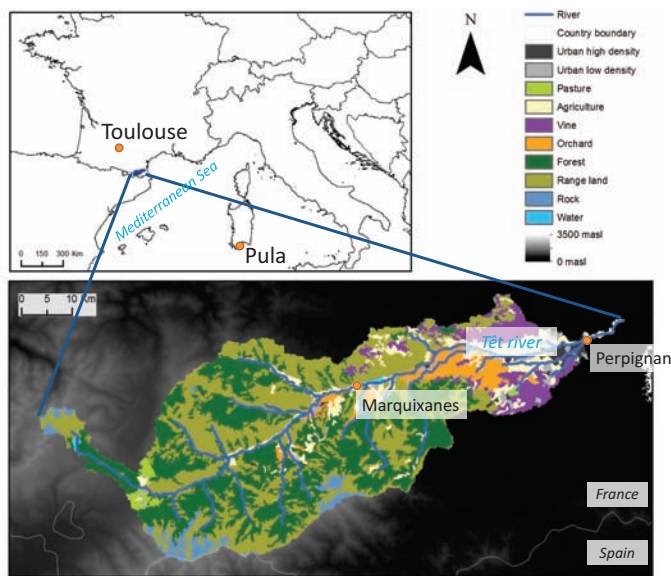 Toulouse
Mediterranean Sea
Pula
0 150 300 Km
N
River
Country boundary
Urban high density
Urban low density
Pasture
Agriculture
Vine
Orchard
Forest
Range land
Rock
Water
3500 masl
0 masl
0 5 10 Km
Têt river
Perpignan
Marquixanes
France
Spain